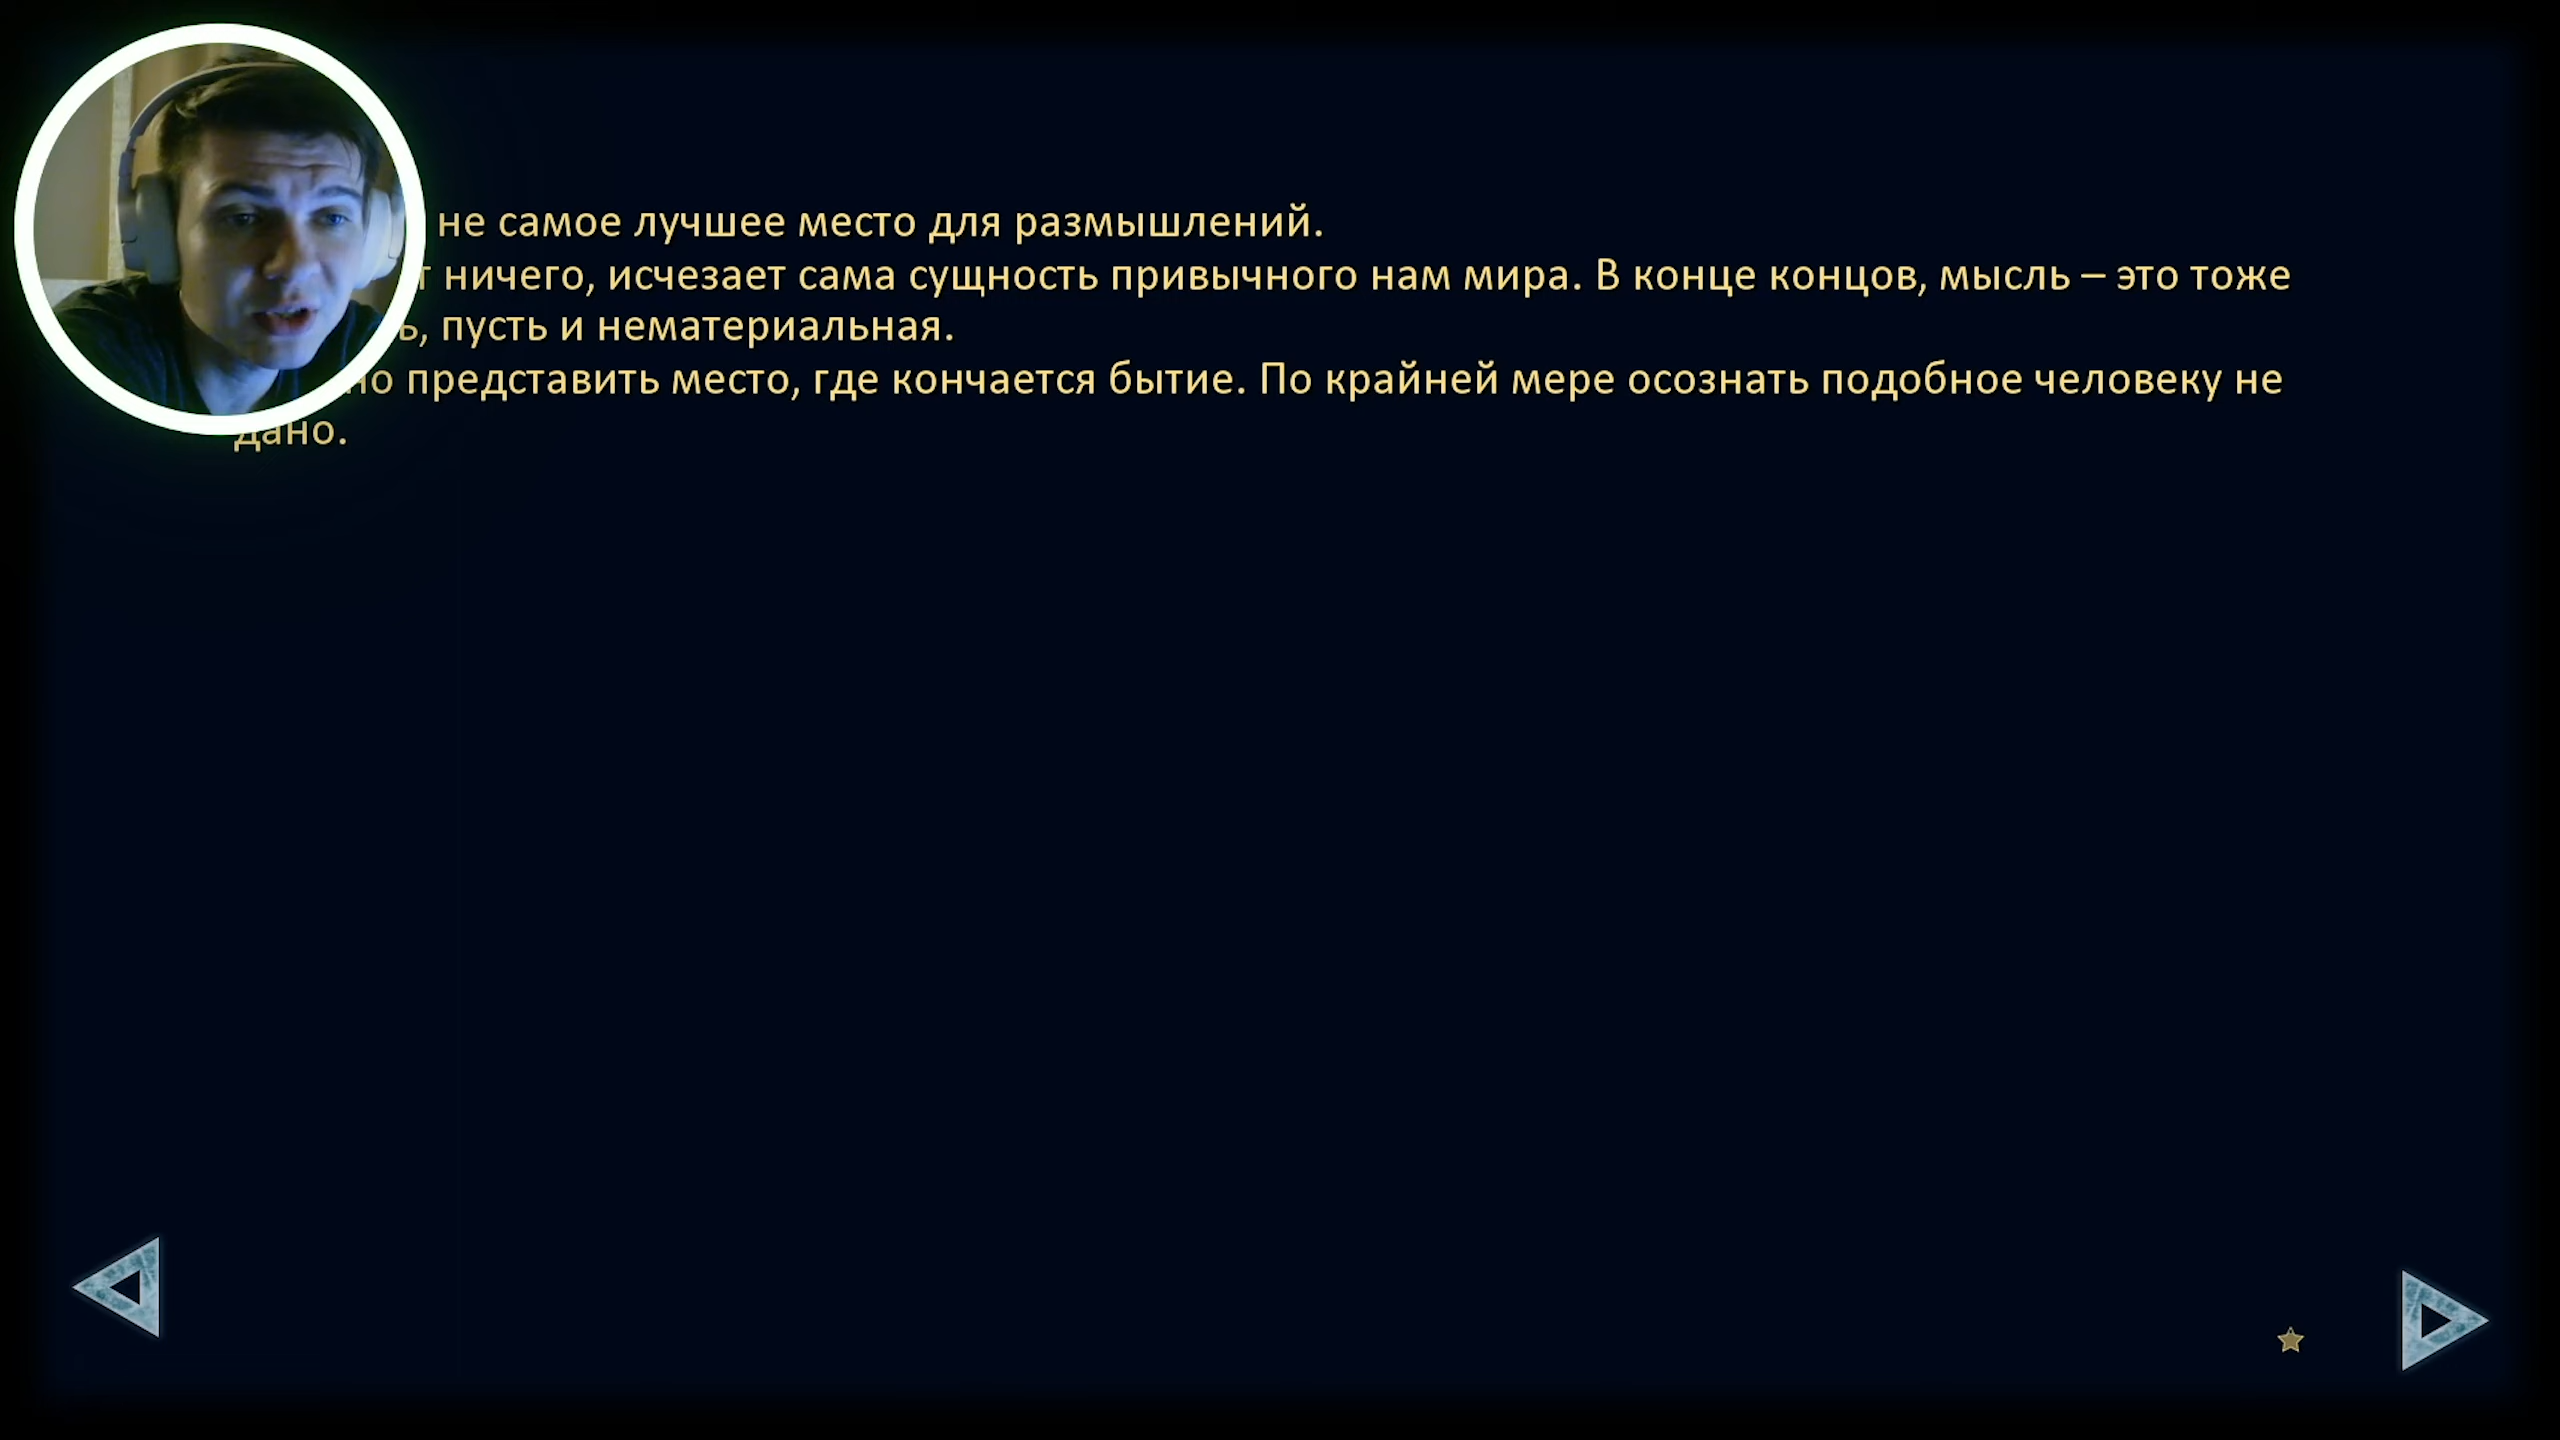 не самое лучшее место для размышлений.
ничего, исчезает сама сущность привычного нам мира. В конце концов, мысль – это тоже
пусть и нематериальная.
представить место, где кончается бытие. По крайней мере осознать подобное человеку не
дано.